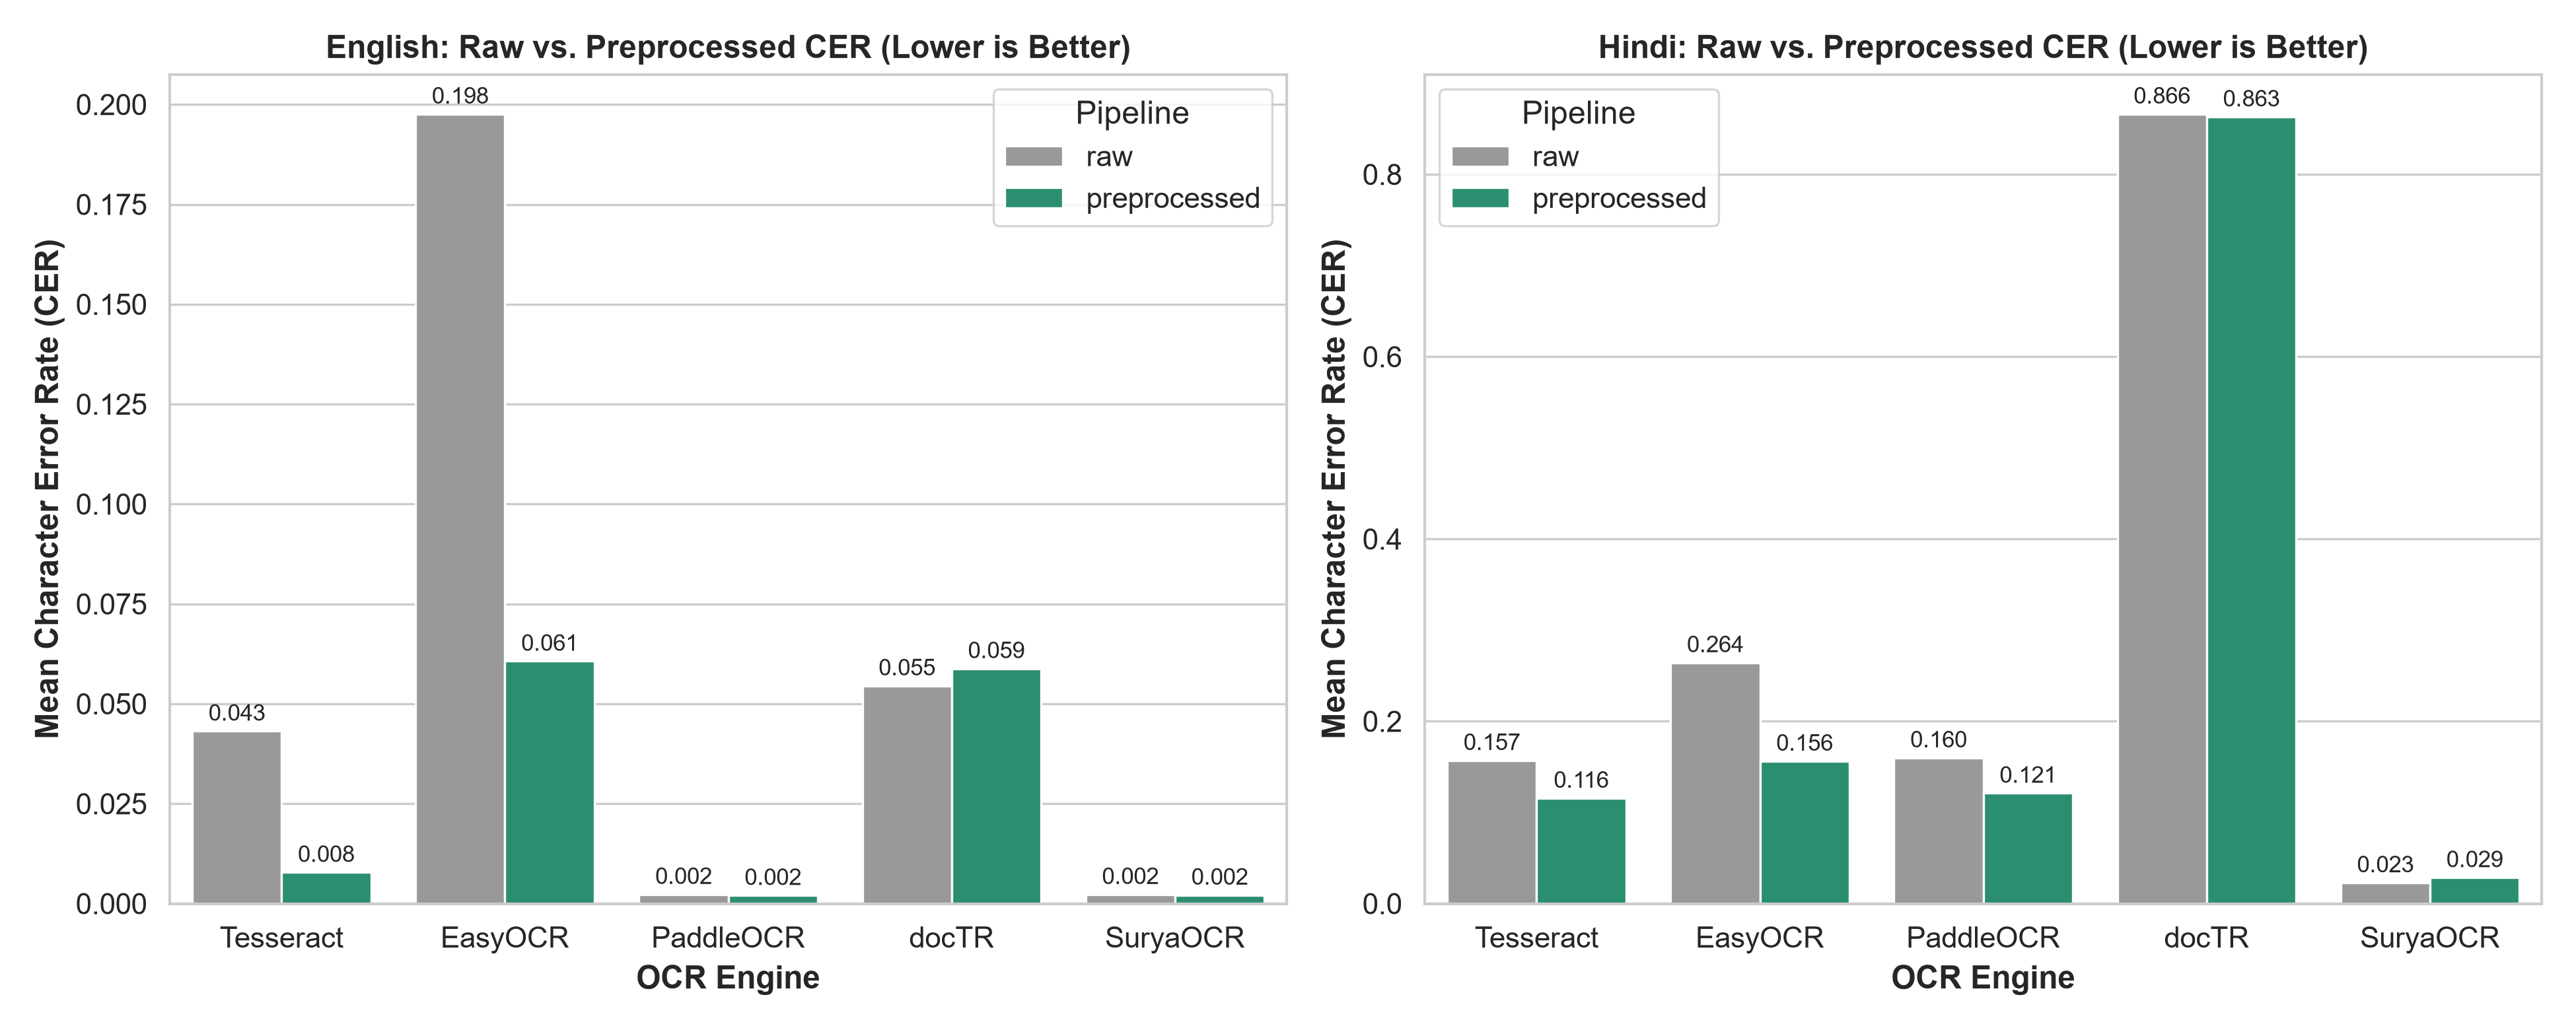 English: Raw vs. Preprocessed CER (Lower is Better)
Mean Character Error Rate (CER)
0.200
0.175
0.150
0.125
0.100
0.075
0.050
0.025
0.000
Pipeline
raw
preprocessed
0.043
0.008
0.198
0.061
0.002
0.002
0.055
0.059
0.002
0.002
Tesseract
EasyOCR
PaddleOCR
docTR
SuryaOCR
OCR Engine
Hindi: Raw vs. Preprocessed CER (Lower is Better)
Mean Character Error Rate (CER)
0.8
0.6
0.4
0.2
0.0
Pipeline
raw
preprocessed
0.157
0.116
0.264
0.156
0.160
0.121
0.866
0.863
0.023
0.029
Tesseract
EasyOCR
PaddleOCR
docTR
SuryaOCR
OCR Engine